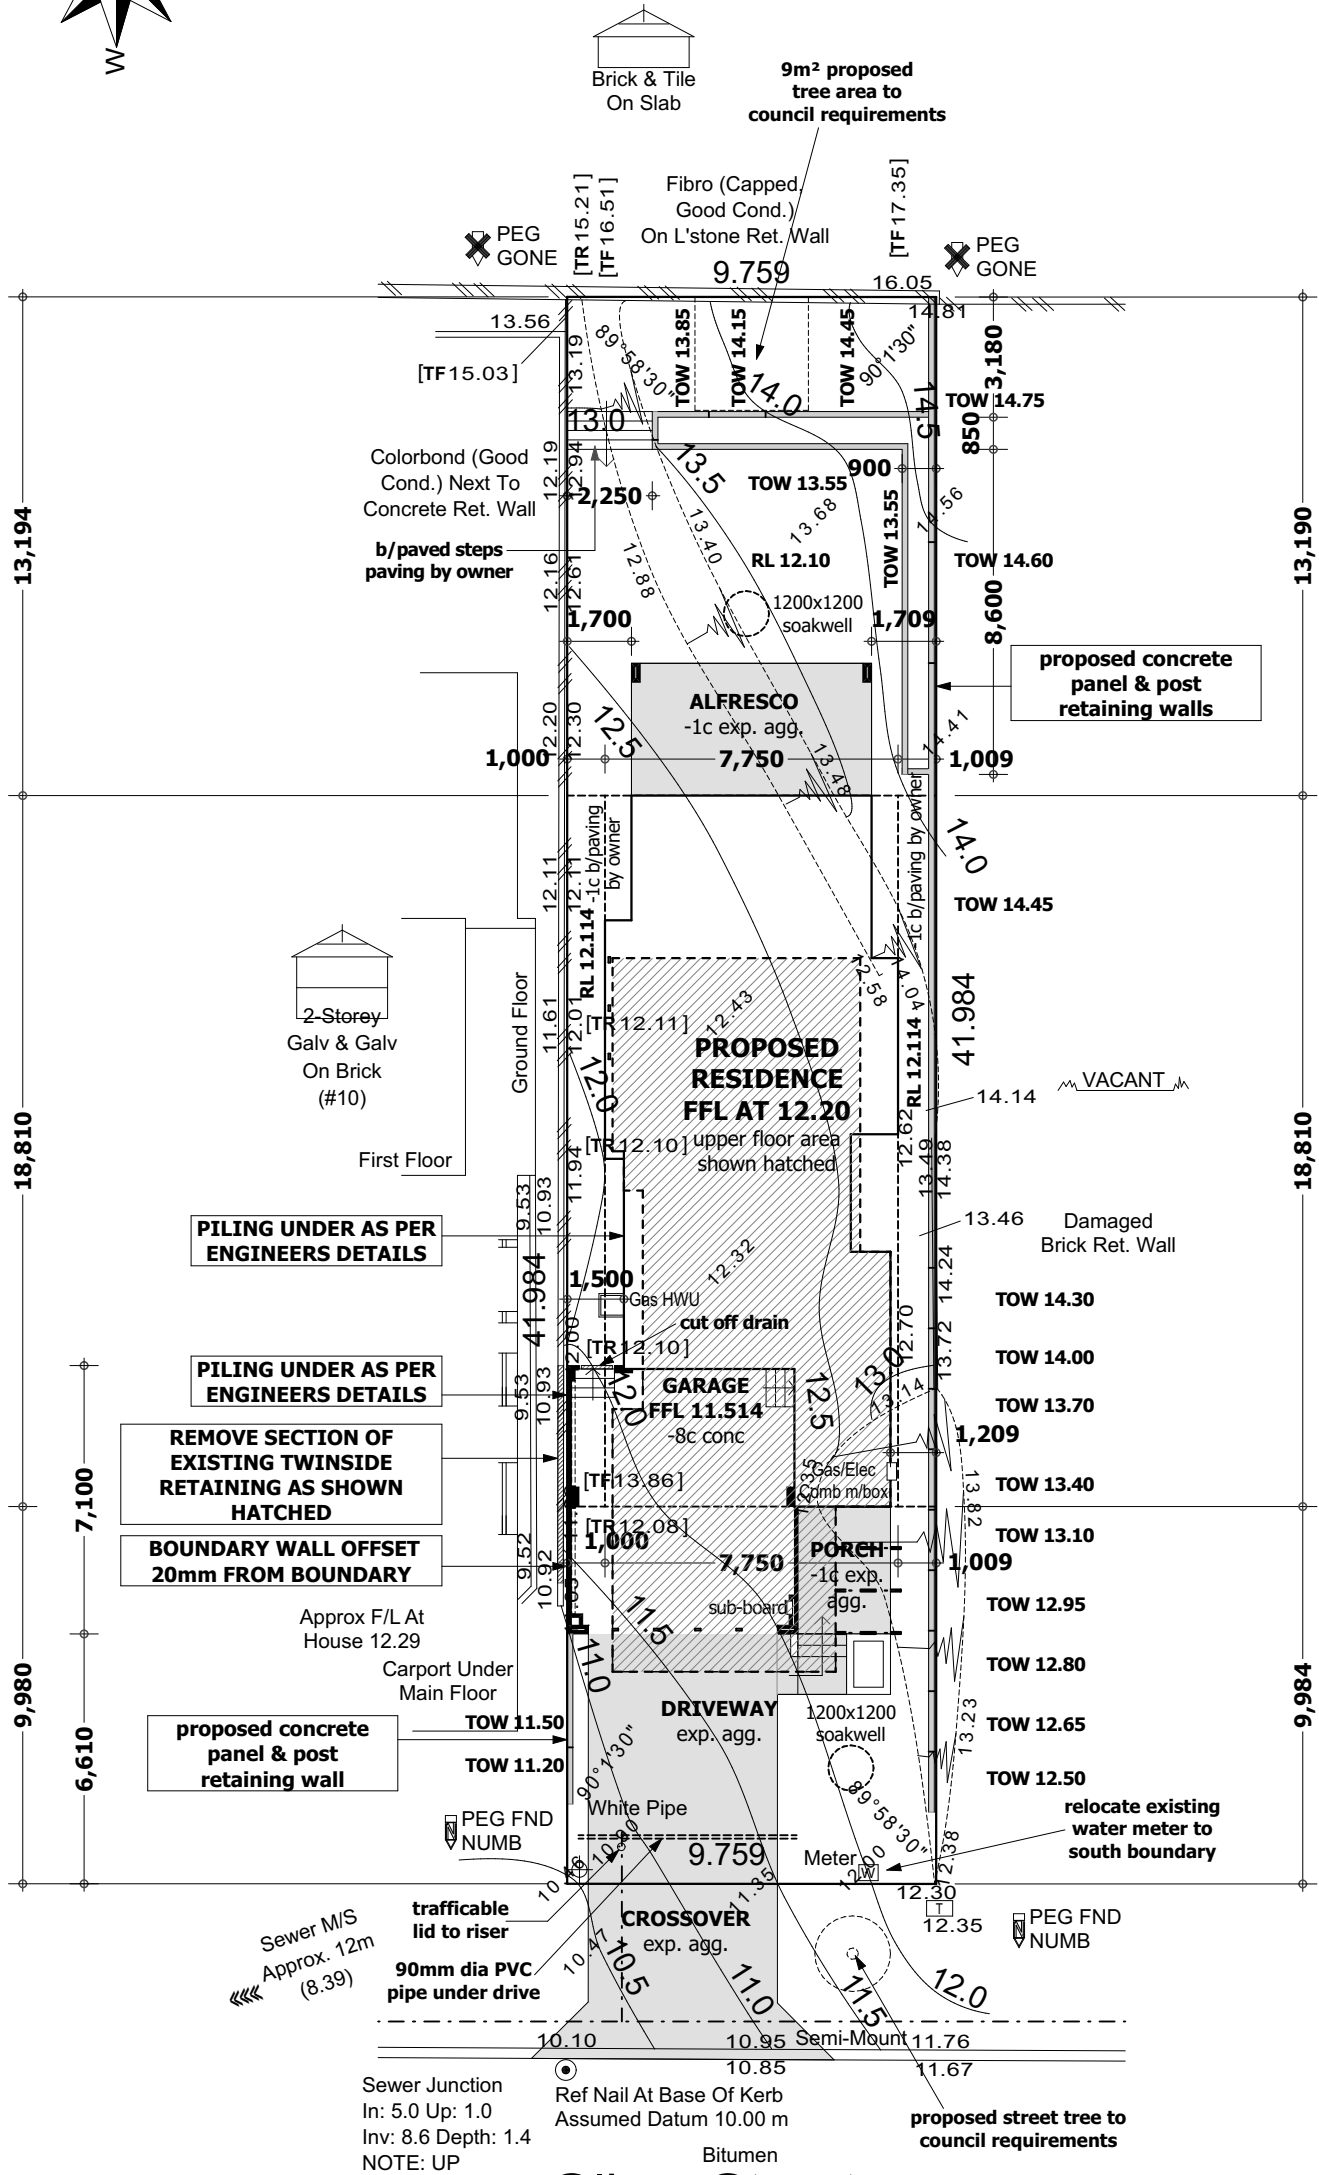 W
Brick & Tile
On Slab
9m² proposed
tree area to
council requirements
Fibro (Capped,
Good Cond.)
On L'stone Ret. Wall
[TR 15.21]
[TF 16.51]
[TF 17.35]
PEG
GONE
PEG
GONE
9.759
16.05
14.81
13.56
[TF 15.03]
13.19
89°58'30"
TOW 13.85
TOW 14.15
TOW 14.45
90°1'30"
3,180
14.0
14.5
TOW 14.75
13.0
850
Colorbond (Good
Cond.) Next To
Concrete Ret. Wall
12.19
12.94
13.5
900
TOW 13.55
2,250
13.68
TOW 13.55
14.56
13,194
13,190
b/paved steps
paving by owner
13.40
12.88
RL 12.10
TOW 14.60
12.16
12.61
1200x1200
soakwell
8,600
1,700
1,709
proposed concrete
panel & post
retaining walls
ALFRESCO
-1c exp. agg.
12.20
12.30
12.5
14.41
1,000
7,750
1,009
13.48
-1c b/paving
by owner
-1c b/paving by owner
14.0
12.11
12.11
TOW 14.45
RL 12.114
2-Storey
Galv & Galv
On Brick
(#10)
Ground Floor
11.61
12.01
[TR 12.11]
12.43
12.58
14.04
41.984
PROPOSED
RESIDENCE
FFL AT 12.20
upper floor area
shown hatched
RL 12.114
12.0
VACANT
14.14
18,810
18,810
12.62
First Floor
11.94
[TR 12.10]
13.49
14.38
9.53
10.93
PILING UNDER AS PER
ENGINEERS DETAILS
13.46
Damaged
Brick Ret. Wall
12.32
41.984
1,500
Gas HWU
14.24
TOW 14.30
cut off drain
12.00
[TR 12.10]
12.70
13.72
TOW 14.00
13.0
PILING UNDER AS PER
ENGINEERS DETAILS
9.53
10.93
12.0
GARAGE
FFL 11.514
-8c conc
12.5
13.14
TOW 13.70
1,209
REMOVE SECTION OF
EXISTING TWINSIDE
RETAINING AS SHOWN
HATCHED
7,100
[TF 13.86]
12.35
Gas/Elec
Comb m/box
TOW 13.40
13.82
[TR 12.08]
TOW 13.10
BOUNDARY WALL OFFSET
20mm FROM BOUNDARY
9.52
10.92
1,000
7,750
PORCH
-1c exp.
agg.
1,009
sub-board
TOW 12.95
Approx F/L At
House 12.29
11.5
11.0
Carport Under
Main Floor
TOW 12.80
9,980
9,984
DRIVEWAY
exp. agg.
1200x1200
soakwell
13.23
TOW 11.50
TOW 12.65
proposed concrete
panel & post
retaining wall
TOW 11.20
6,610
90°1'30"
TOW 12.50
89°58'30"
White Pipe
relocate existing
water meter to
south boundary
PEG FND
NUMB
10.90
9.759
Meter
W
12.38
10.46
12.00
11.35
12.30
T
12.35
trafficable
lid to riser
CROSSOVER
exp. agg.
PEG FND
NUMB
Sewer M/S
Approx. 12m
(8.39)
10.47
10.5
90mm dia PVC
pipe under drive
11.0
11.5
12.0
10.10
10.95
Semi-Mount
11.76
10.85
11.67
Sewer Junction
In: 5.0 Up: 1.0
Inv: 8.6 Depth: 1.4
NOTE: UP
Ref Nail At Base Of Kerb
Assumed Datum 10.00 m
proposed street tree to
council requirements
Bitumen